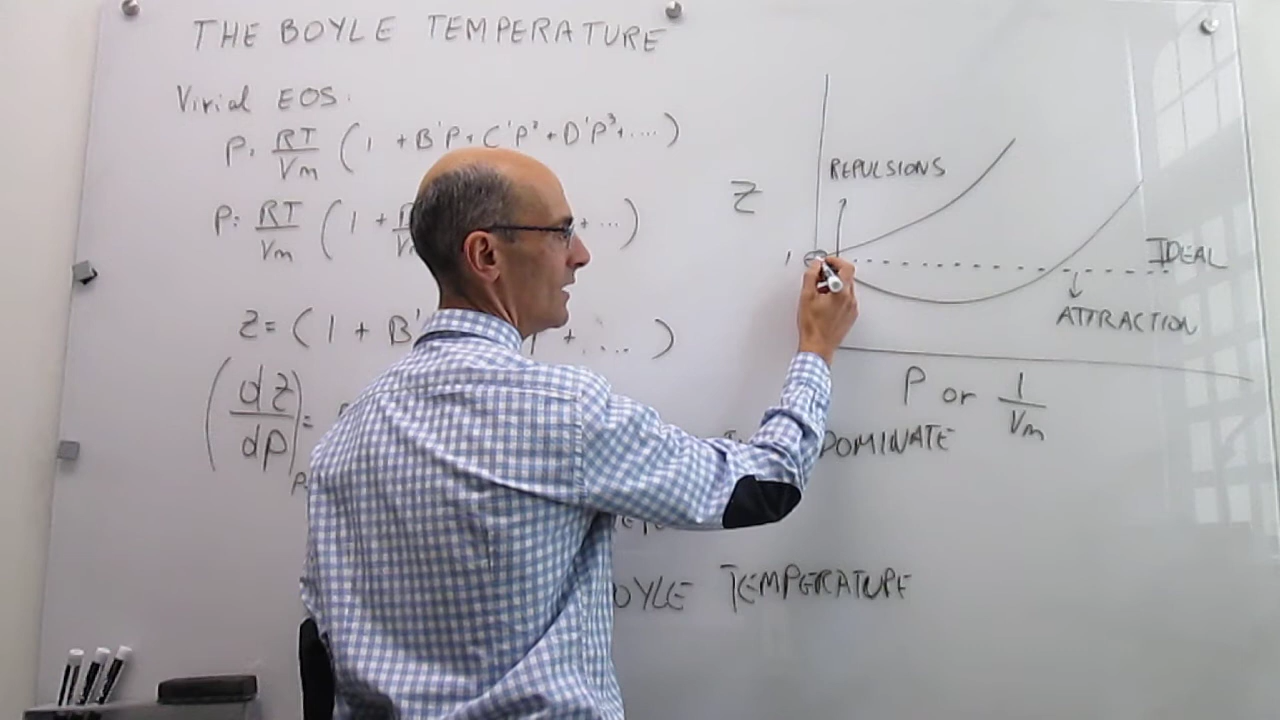 THE BOYLE TEMPERATURE
Virial EOS.
P = RT/Vm ( 1 + B'P + C'P² + D'P³ + .... )
P = RT/Vm ( 1 + + ... )
Z = ( 1 + B' + .... )
( dZ/dP ) =
DOMINATE
BOYLE TEMPERATURE
Z
REPULSIONS
1
IDEAL
ATTRACTION
P or 1/Vm